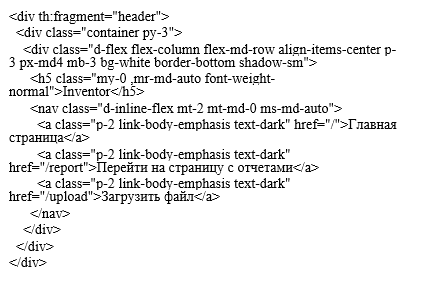 <div th:fragment="header">
<div class="container py-3">
<div class="d-flex flex-column flex-md-row align-items-center p-
3 px-md4 mb-3 bg-white border-bottom shadow-sm">
<h5 class="my-0 ,mr-md-auto font-weight-
normal">Inventor</h5>
<nav class="d-inline-flex mt-2 mt-md-0 ms-md-auto">
<a class="p-2 link-body-emphasis text-dark" href="/">Главная
страница</a>
<a class="p-2 link-body-emphasis text-dark"
href="/report">Перейти на страницу с отчетами</a>
<a class="p-2 link-body-emphasis text-dark"
href="/upload">Загрузить файл</a>
</nav>
</div>
</div>
</div>